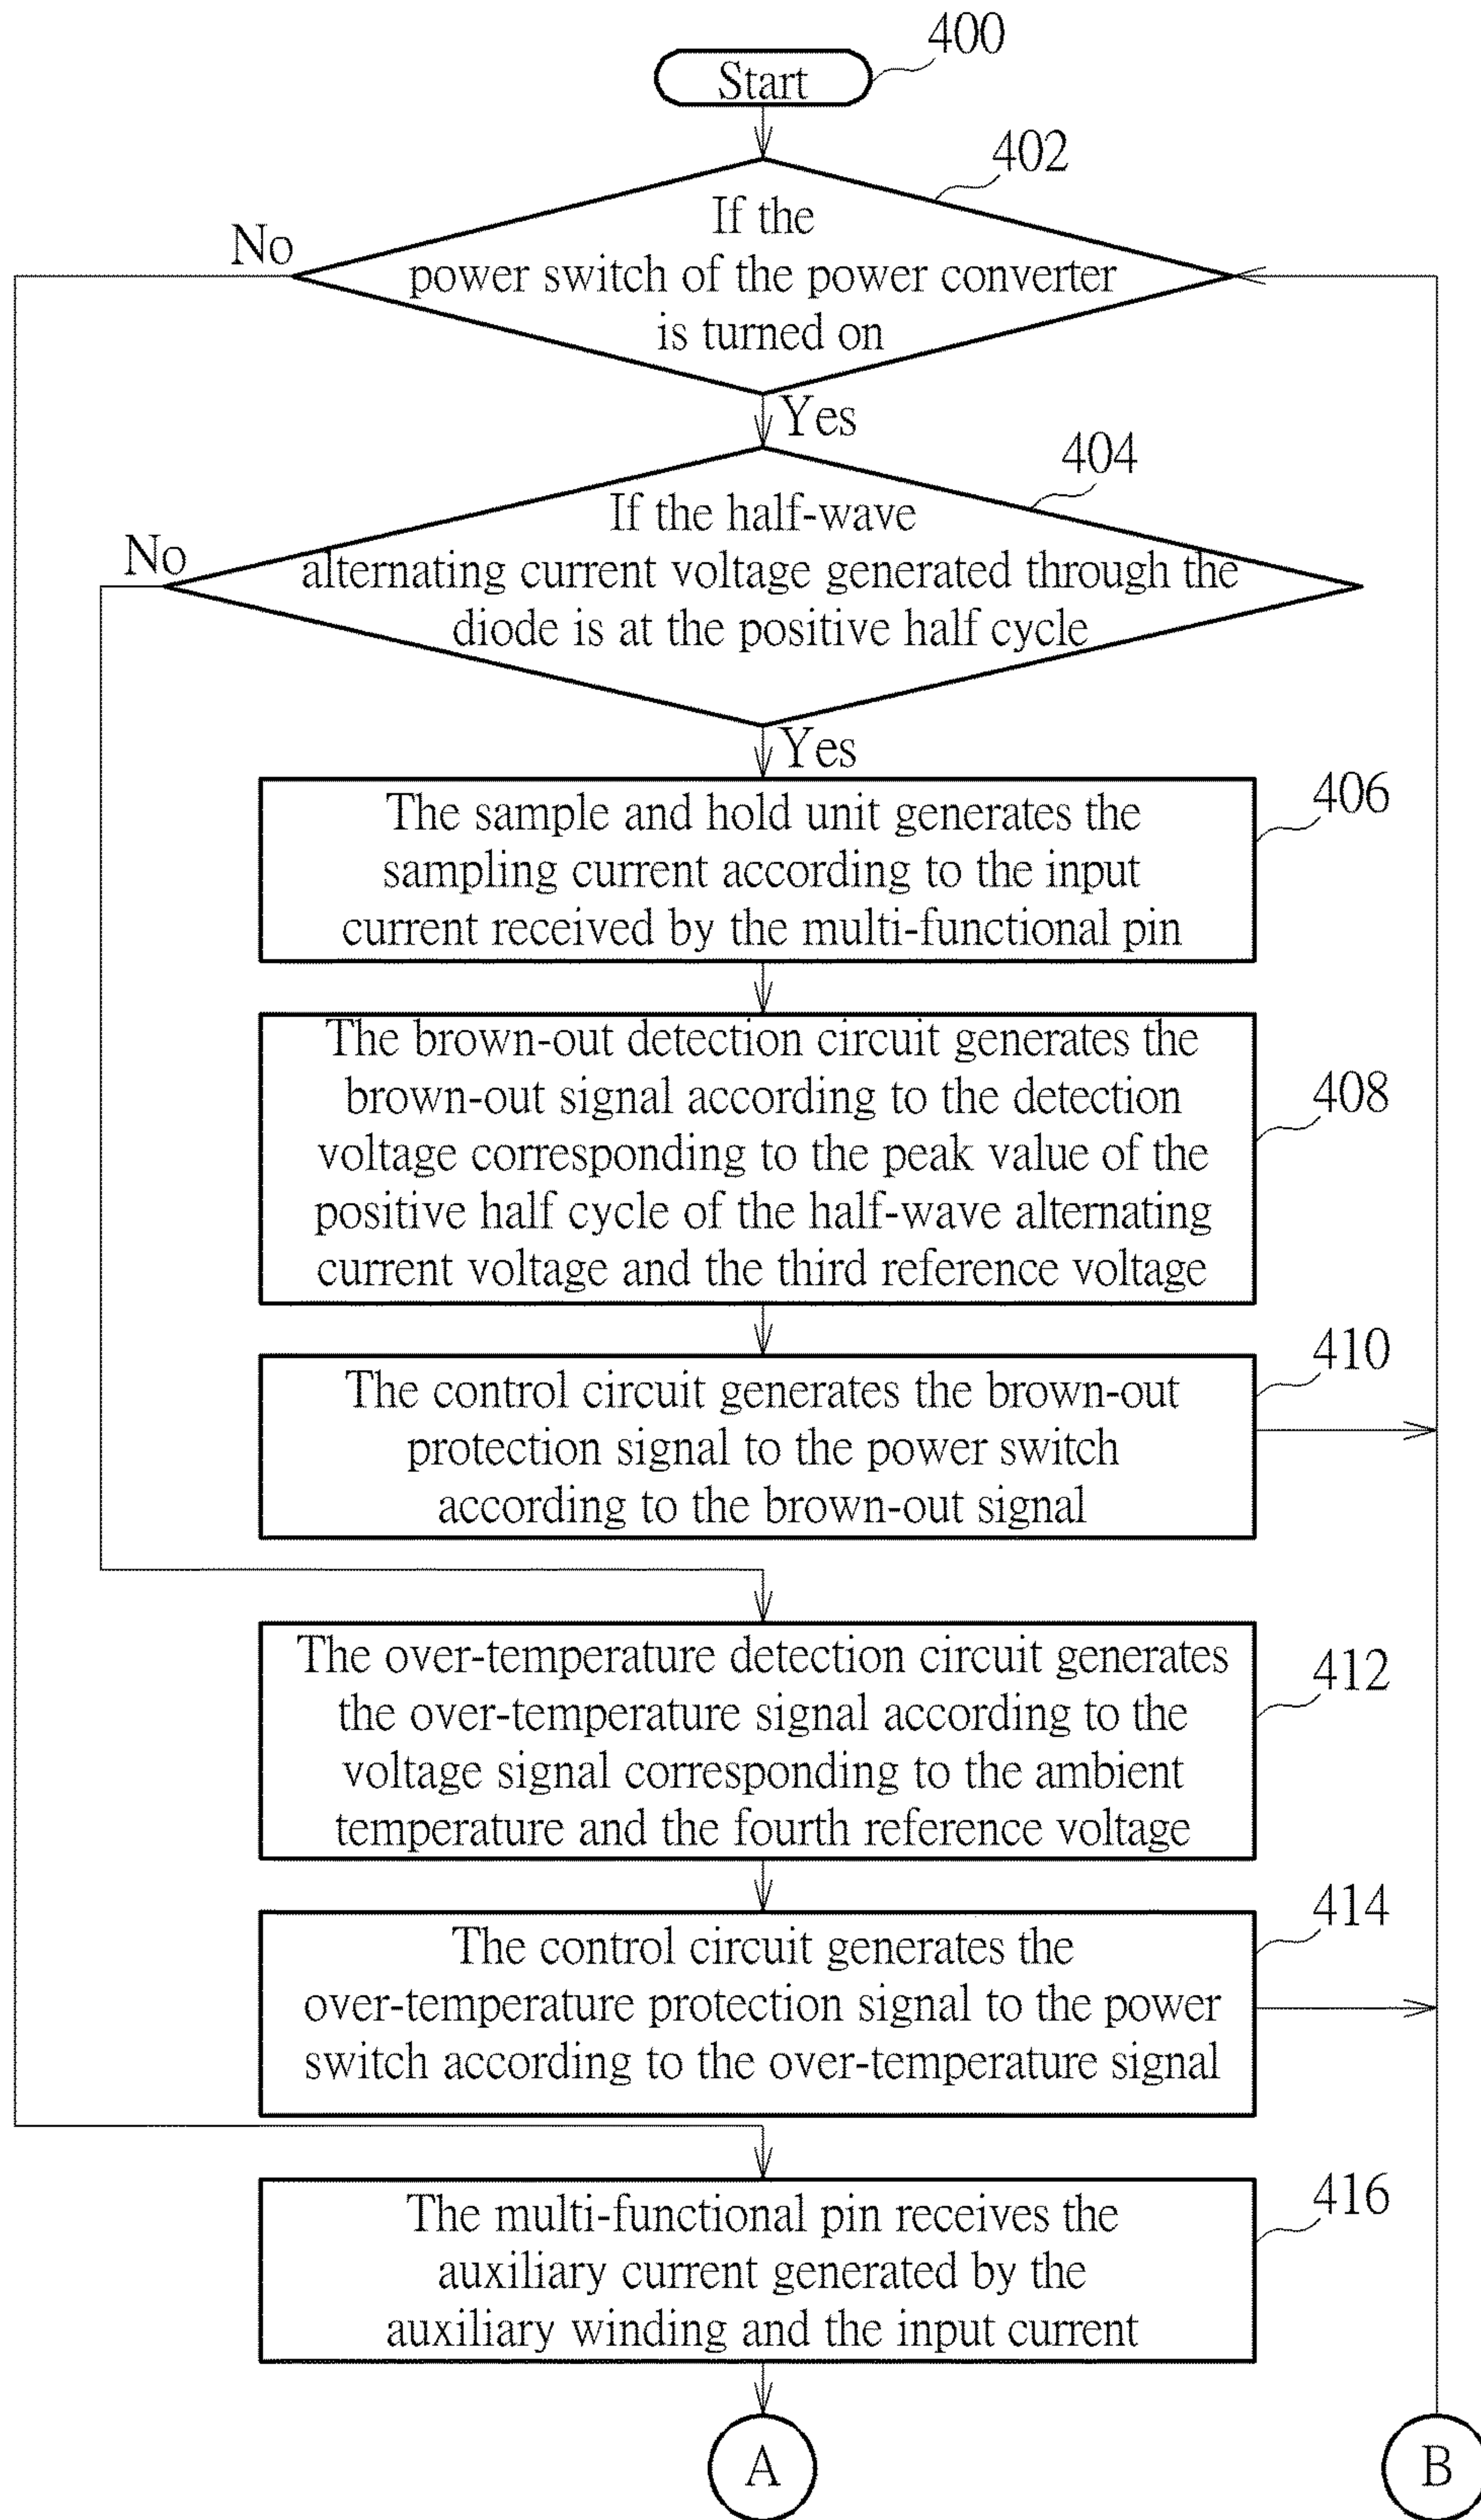 400
Start
402
If the
power switch of the power converter
is turned on
No
Yes
404
If the half-wave
alternating current voltage generated through the
diode is at the positive half cycle
No
Yes
406
The sample and hold unit generates the
sampling current according to the input
current received by the multi-functional pin
408
The brown-out detection circuit generates the
brown-out signal according to the detection
voltage corresponding to the peak value of the
positive half cycle of the half-wave alternating
current voltage and the third reference voltage
410
The control circuit generates the brown-out
protection signal to the power switch
according to the brown-out signal
412
The over-temperature detection circuit generates
the over-temperature signal according to the
voltage signal corresponding to the ambient
temperature and the fourth reference voltage
414
The control circuit generates the
over-temperature protection signal to the power
switch according to the over-temperature signal
416
The multi-functional pin receives the
auxiliary current generated by the
auxiliary winding and the input current
A
B